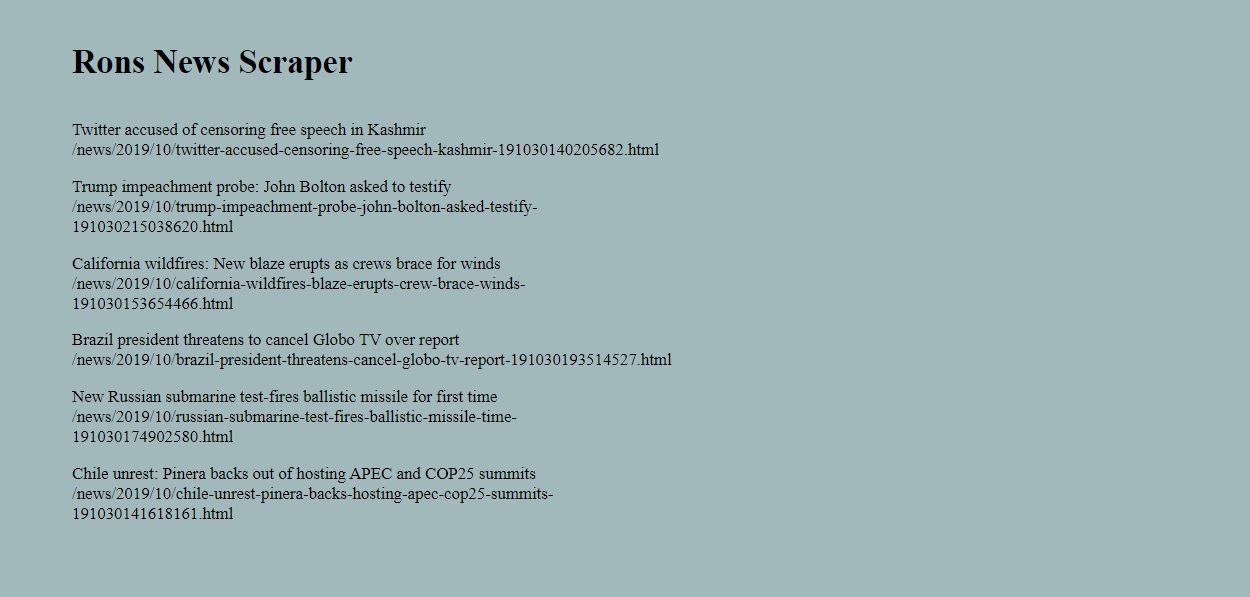 Rons News Scraper
Twitter accused of censoring free speech in Kashmir
/news/2019/10/twitter-accused-censoring-free-speech-kashmir-191030140205682.html
Trump impeachment probe: John Bolton asked to testify
/news/2019/10/trump-impeachment-probe-john-bolton-asked-testify-
191030215038620.html
California wildfires: New blaze erupts as crews brace for winds
/news/2019/10/california-wildfires-blaze-erupts-crew-brace-winds-
191030153654466.html
Brazil president threatens to cancel Globo TV over report
/news/2019/10/brazil-president-threatens-cancel-globo-tv-report-191030193514527.html
New Russian submarine test-fires ballistic missile for first time
/news/2019/10/russian-submarine-test-fires-ballistic-missile-time-
191030174902580.html
Chile unrest: Pinera backs out of hosting APEC and COP25 summits
/news/2019/10/chile-unrest-pinera-backs-hosting-apec-cop25-summits-
191030141618161.html